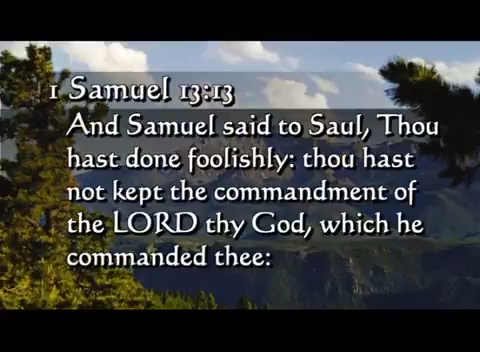 1 Samuel 13:13
And Samuel said to Saul, Thou
hast done foolishly: thou hast
not kept the commandment of
the LORD thy God, which he
commanded thee: